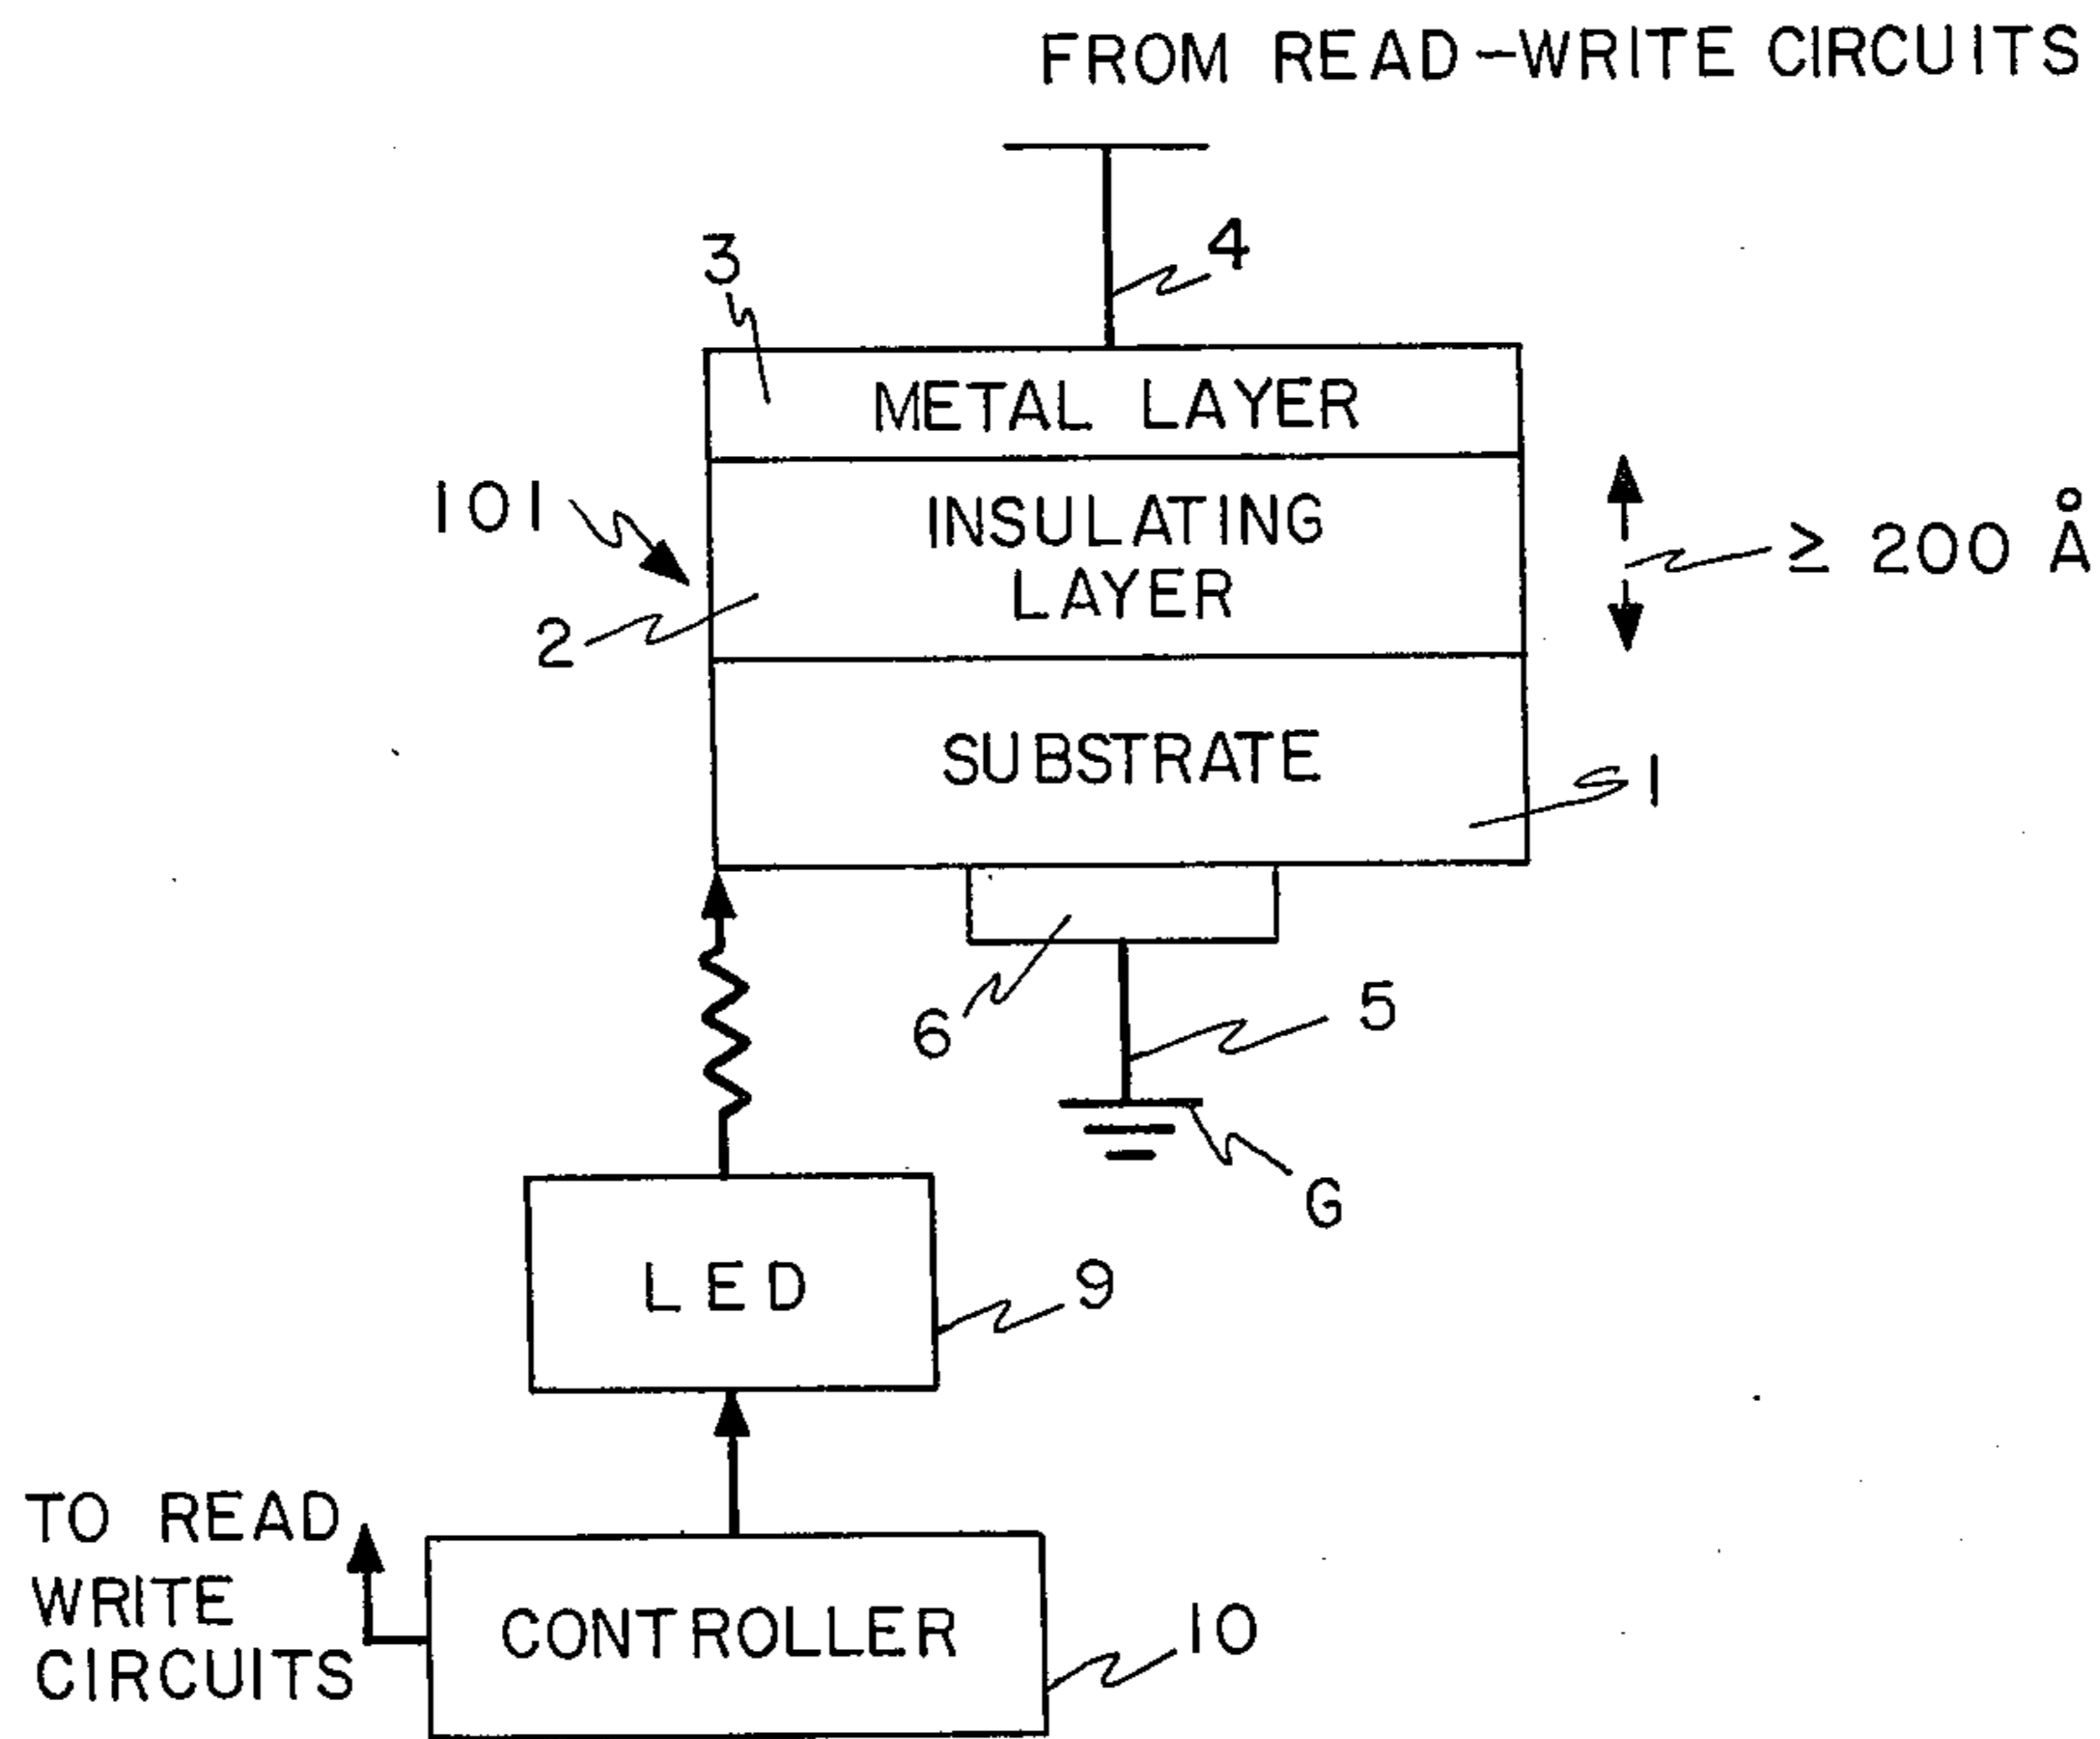 FROM READ-WRITE CIRCUITS
4
3
METAL LAYER
101
INSULATING
LAYER
≥ 200 Å
2
SUBSTRATE
1
6
5
G
LED
9
TO READ
WRITE
CIRCUITS
CONTROLLER
10